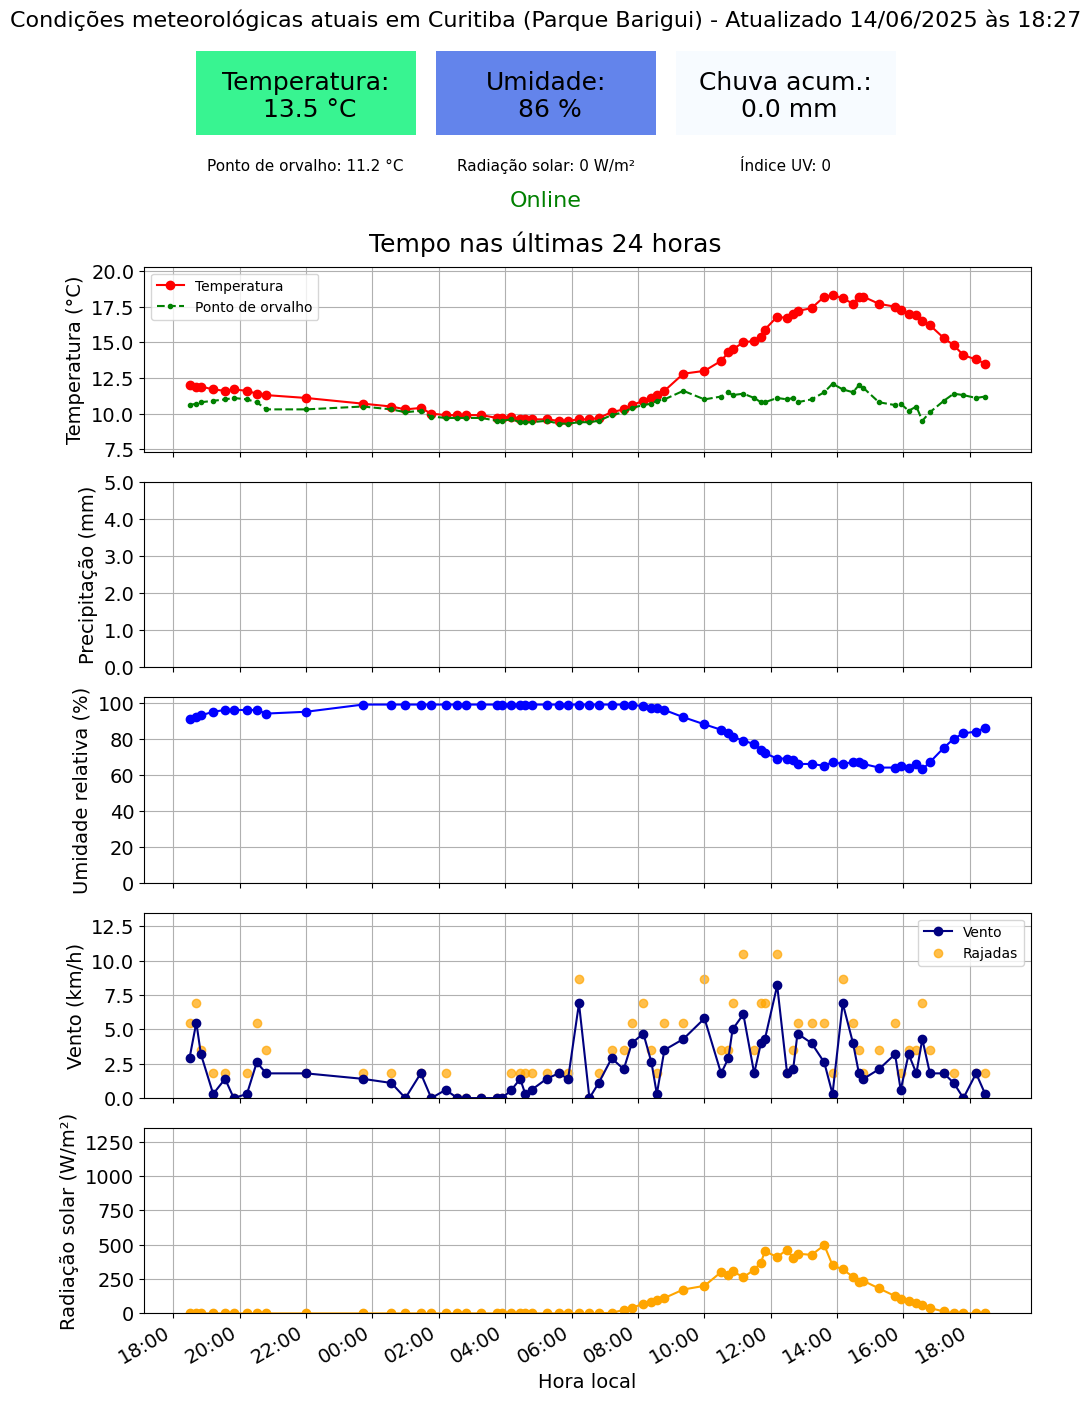 Condições meteorológicas atuais em Curitiba (Parque Barigui) - Atualizado 14/06/2025 às 18:27
Temperatura:
13.5 °C
Umidade:
86 %
Chuva acum.:
0.0 mm
Ponto de orvalho: 11.2 °C
Radiação solar: 0 W/m²
Índice UV: 0
Online
Tempo nas últimas 24 horas
Temperatura (°C)
20.0
17.5
15.0
12.5
10.0
7.5
Temperatura
Ponto de orvalho
Precipitação (mm)
5.0
4.0
3.0
2.0
1.0
0.0
Umidade relativa (%)
100
80
60
40
20
0
Vento (km/h)
12.5
10.0
7.5
5.0
2.5
0.0
Vento
Rajadas
Radiação solar (W/m²)
1250
1000
750
500
250
0
18:00 20:00 22:00 00:00 02:00 04:00 06:00 08:00 10:00 12:00 14:00 16:00 18:00
Hora local